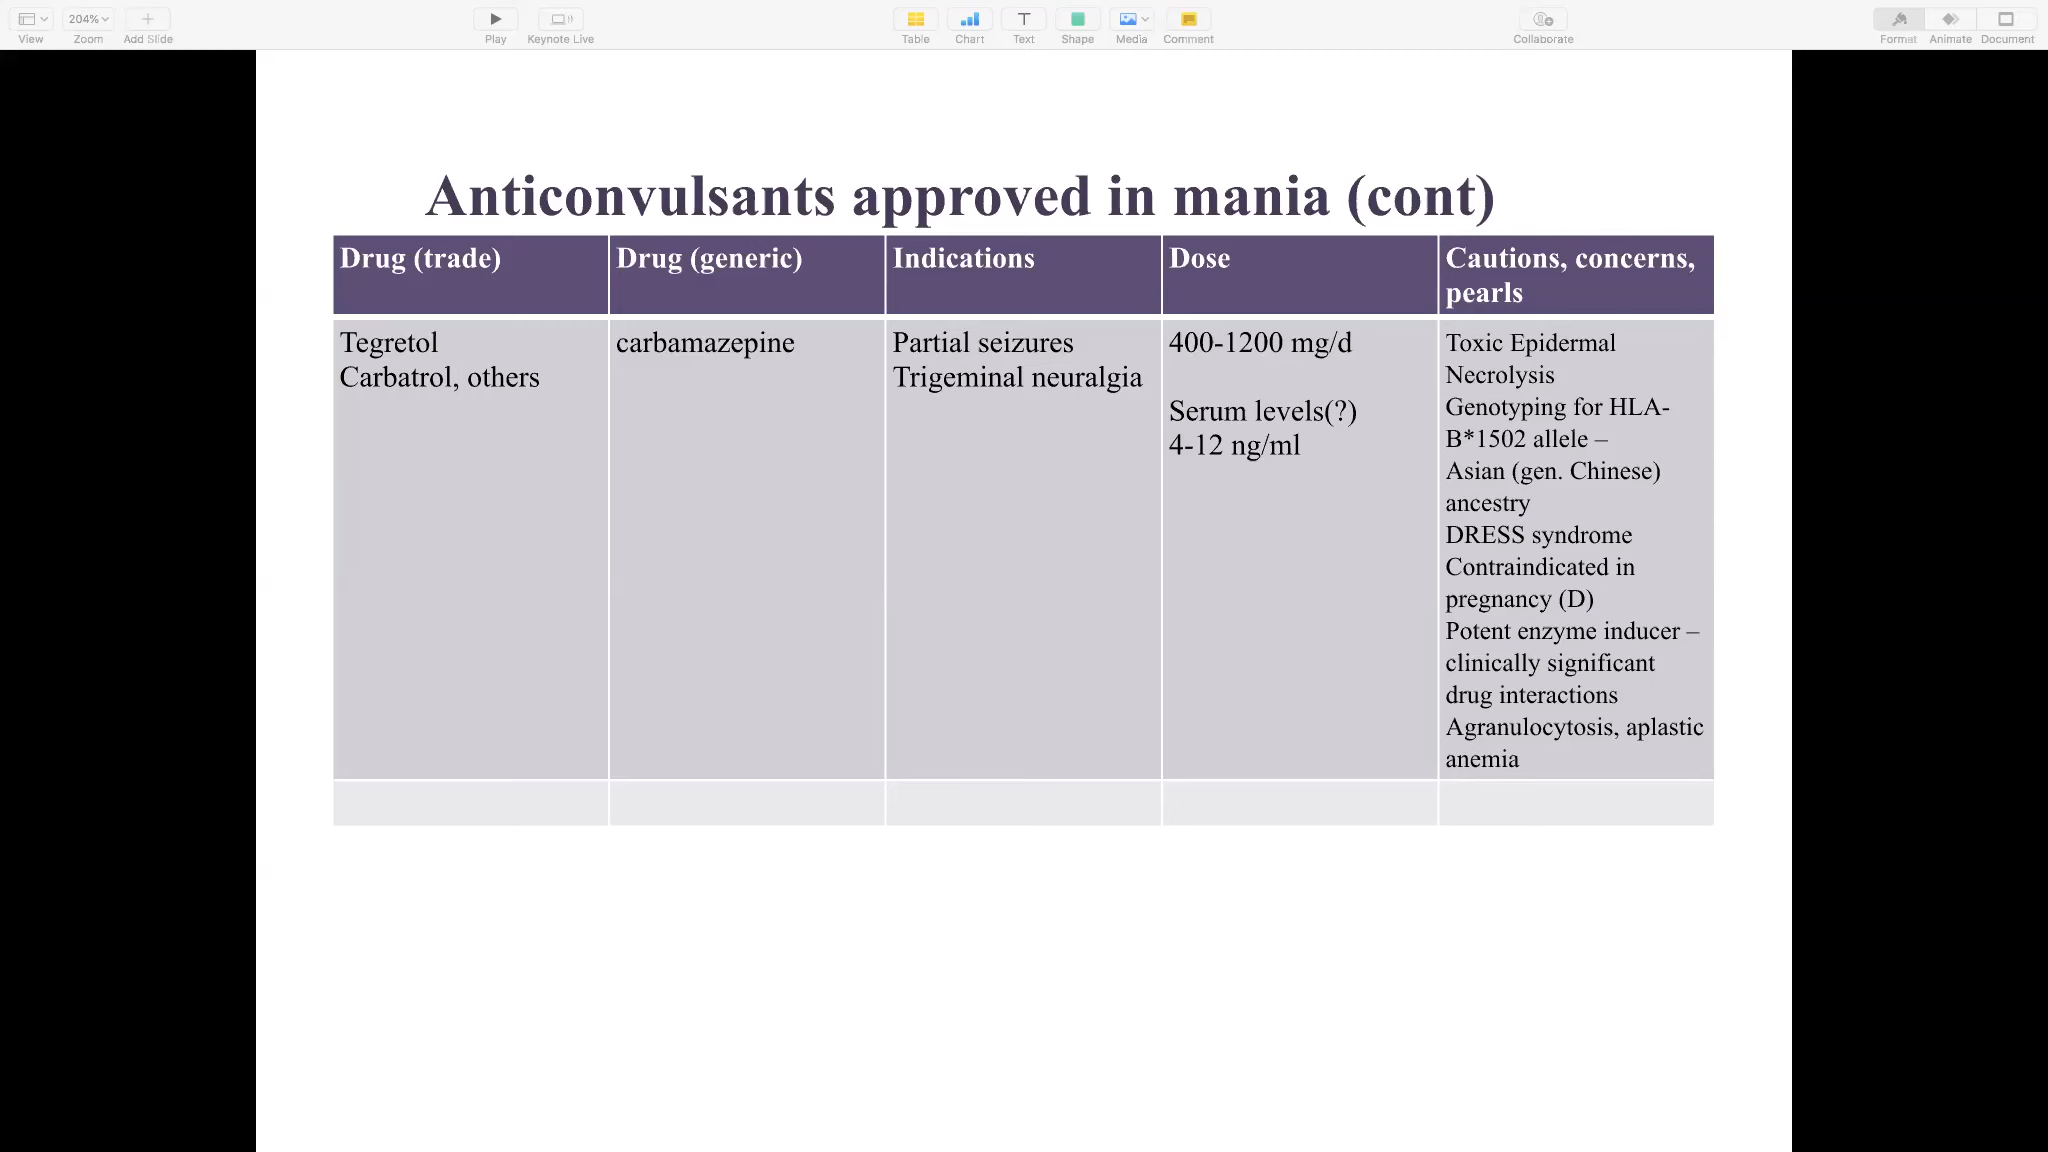 View
204%
Zoom
Add Slide
Play
Keynote Live
Table
Chart
Text
Shape
Media
Comment
Collaborate
Format
Animate
Document
Anticonvulsants approved in mania (cont)
Drug (trade)
Drug (generic)
Indications
Dose
Cautions, concerns,
pearls
Tegretol
Carbatrol, others
carbamazepine
Partial seizures
Trigeminal neuralgia
400-1200 mg/d
Serum levels(?)
4-12 ng/ml
Toxic Epidermal
Necrolysis
Genotyping for HLA-
B*1502 allele –
Asian (gen. Chinese)
ancestry
DRESS syndrome
Contraindicated in
pregnancy (D)
Potent enzyme inducer –
clinically significant
drug interactions
Agranulocytosis, aplastic
anemia